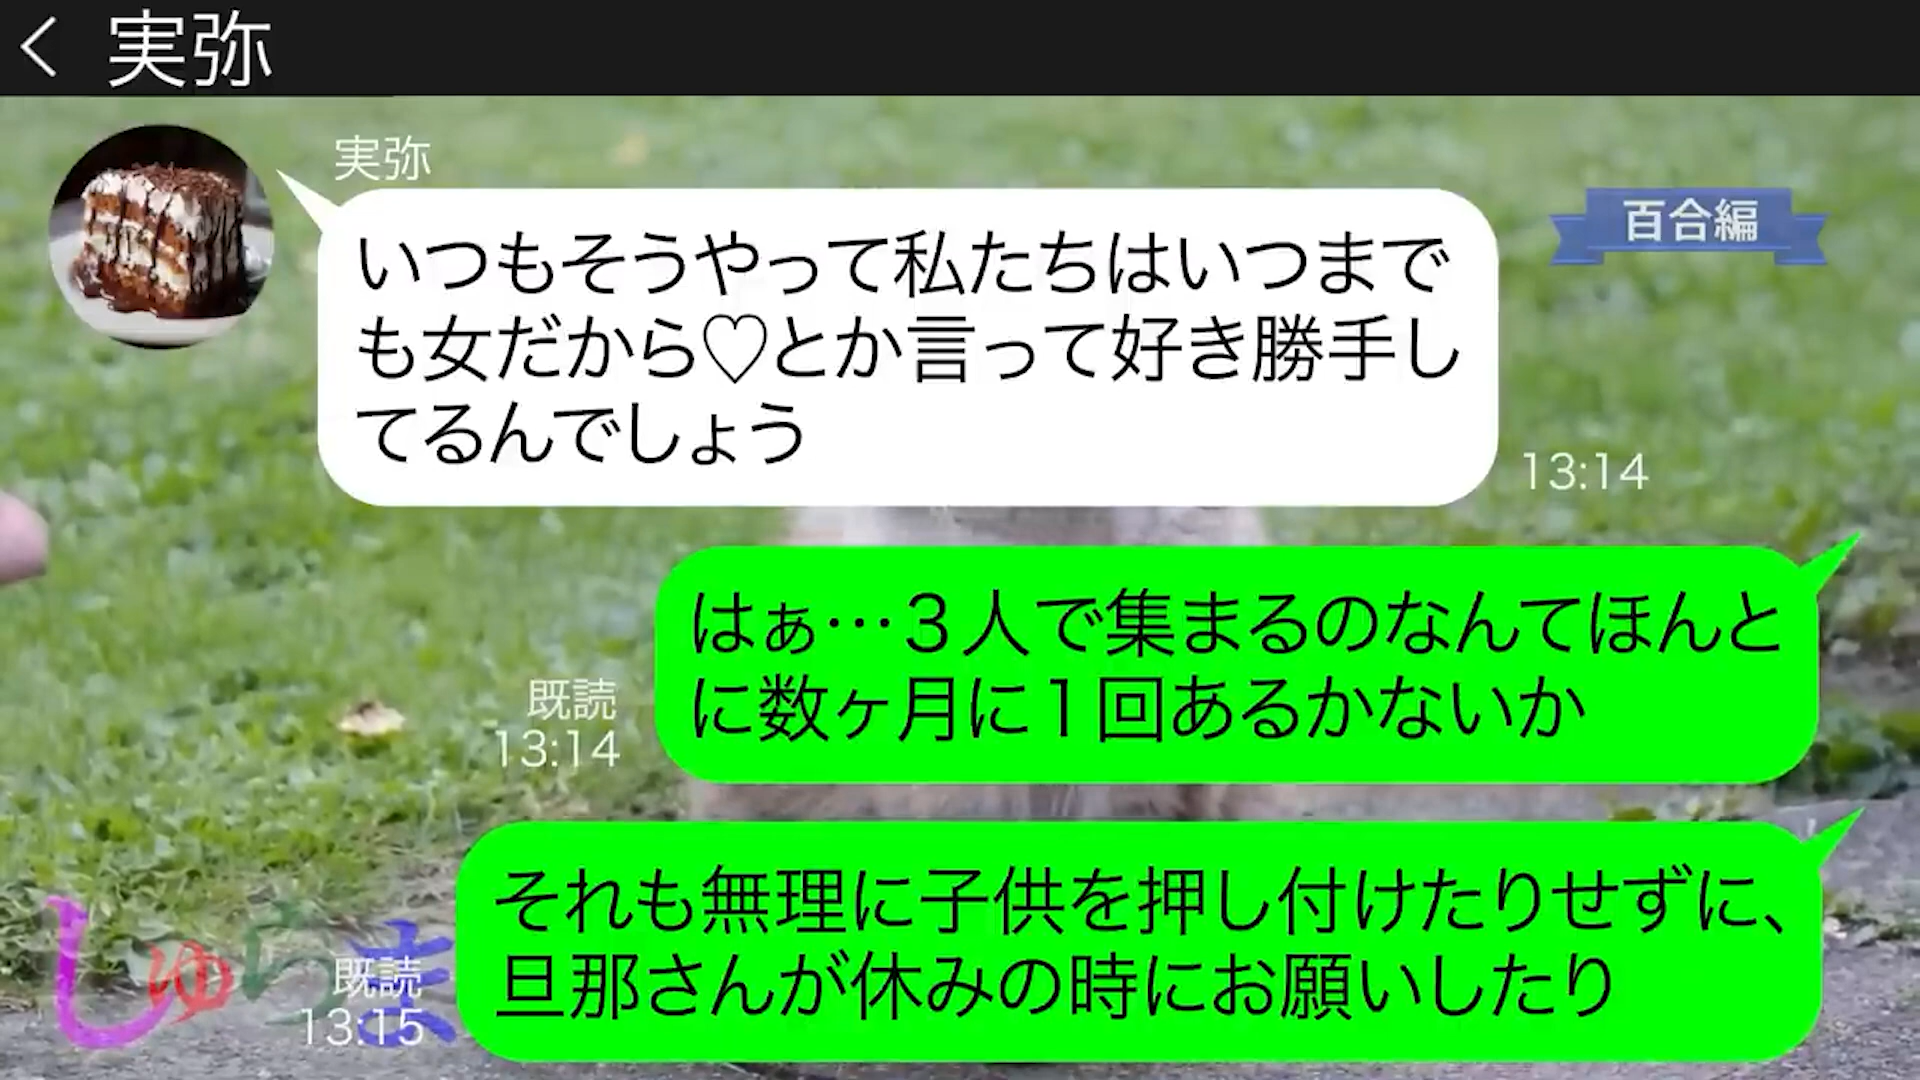 実弥
実弥
百合編
いつもそうやって私たちはいつまで
も女だから♡とか言って好き勝手し
てるんでしょう
13:14
はぁ…３人で集まるのなんてほんと
に数ヶ月に１回あるかないか
既読
13:14
それも無理に子供を押し付けたりせずに、
旦那さんが休みの時にお願いしたり
既読
13:15
しゅらま